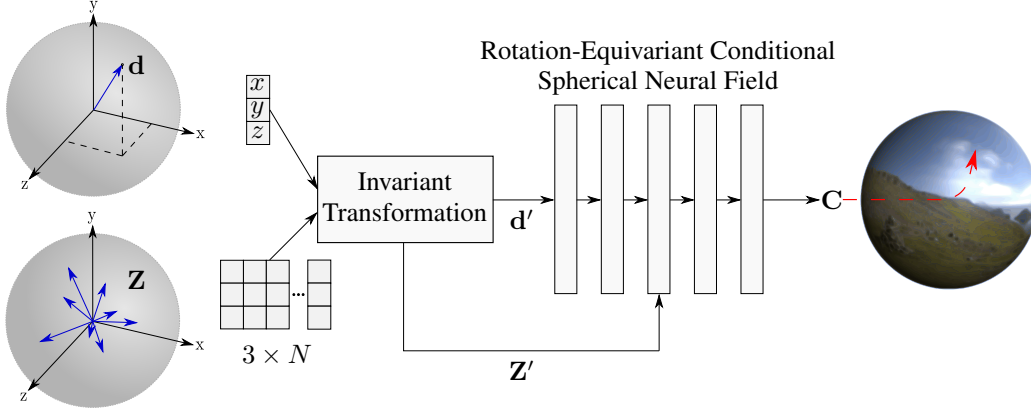 y
d
x
z
y
Z
x
z
x
y
z
3 × N
Invariant
Transformation
d′
Z′
Rotation-Equivariant Conditional
Spherical Neural Field
C
...